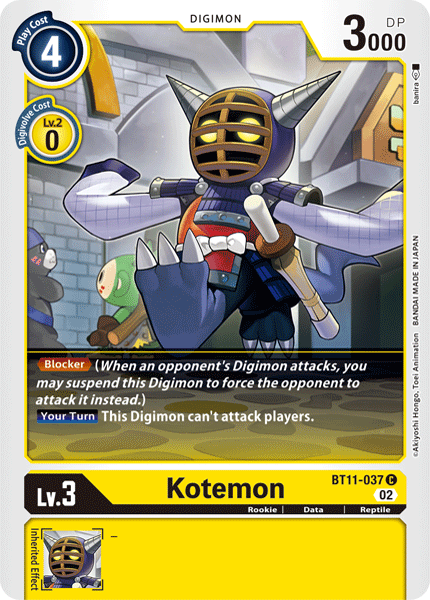 DIGIMON
Play Cost
4
DP
3000
Digivolve Cost
Lv.2
0
banira
Blocker (When an opponent's Digimon attacks, you
may suspend this Digimon to force the opponent to
attack it instead.)
Your Turn This Digimon can't attack players.
©Akiyoshi Hongo, Toei Animation BANDAI MADE IN JAPAN
Lv.3
Kotemon
BT11-037 C
02
Rookie | Data | Reptile
Inherited Effect
–